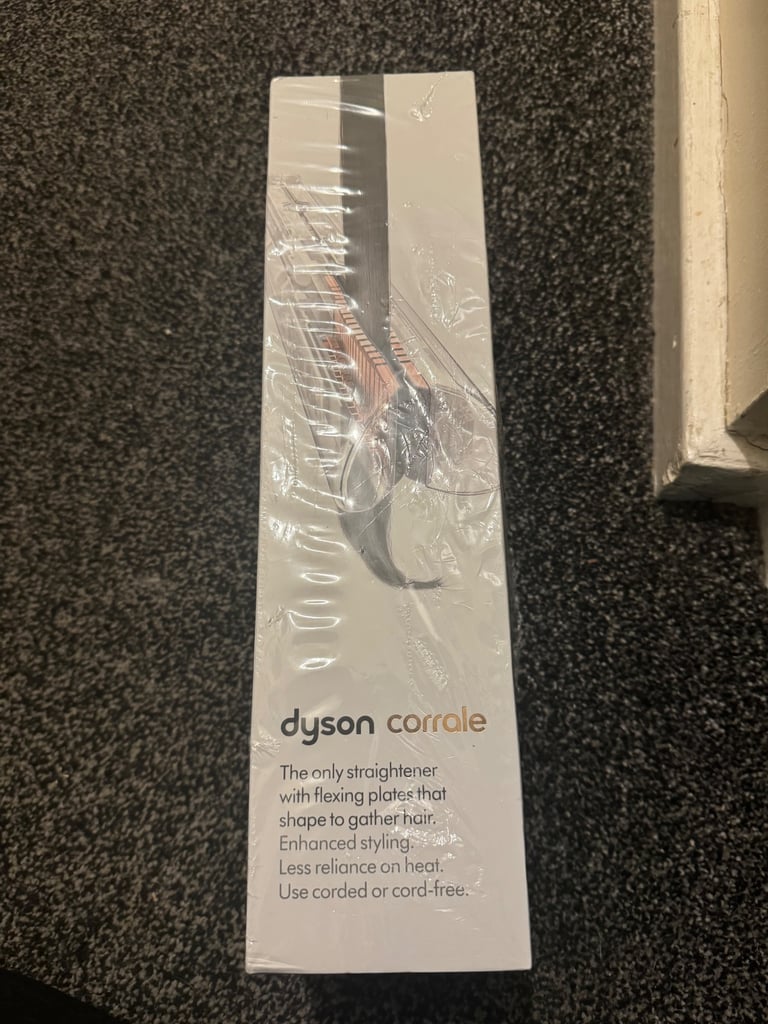 dyson corrale
The only straightener
with flexing plates that
shape to gather hair.
Enhanced styling.
Less reliance on heat.
Use corded or cord-free.